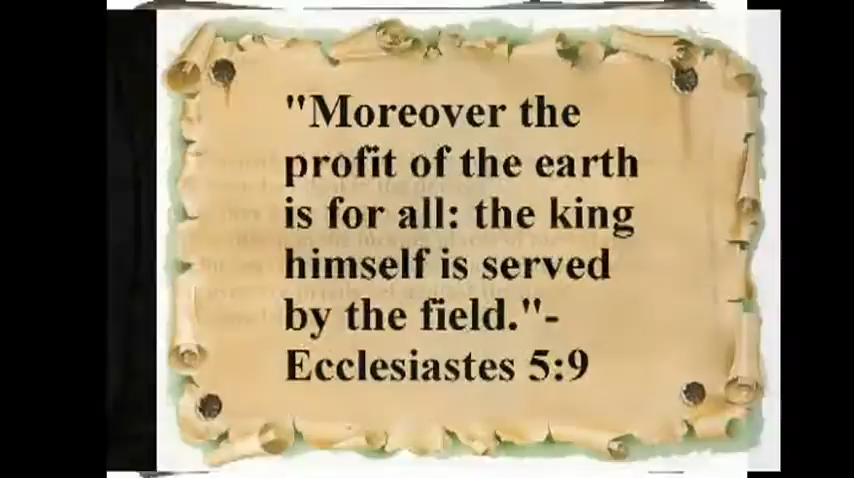 "Moreover the
profit of the earth
is for all: the king
himself is served
by the field."-
Ecclesiastes 5:9